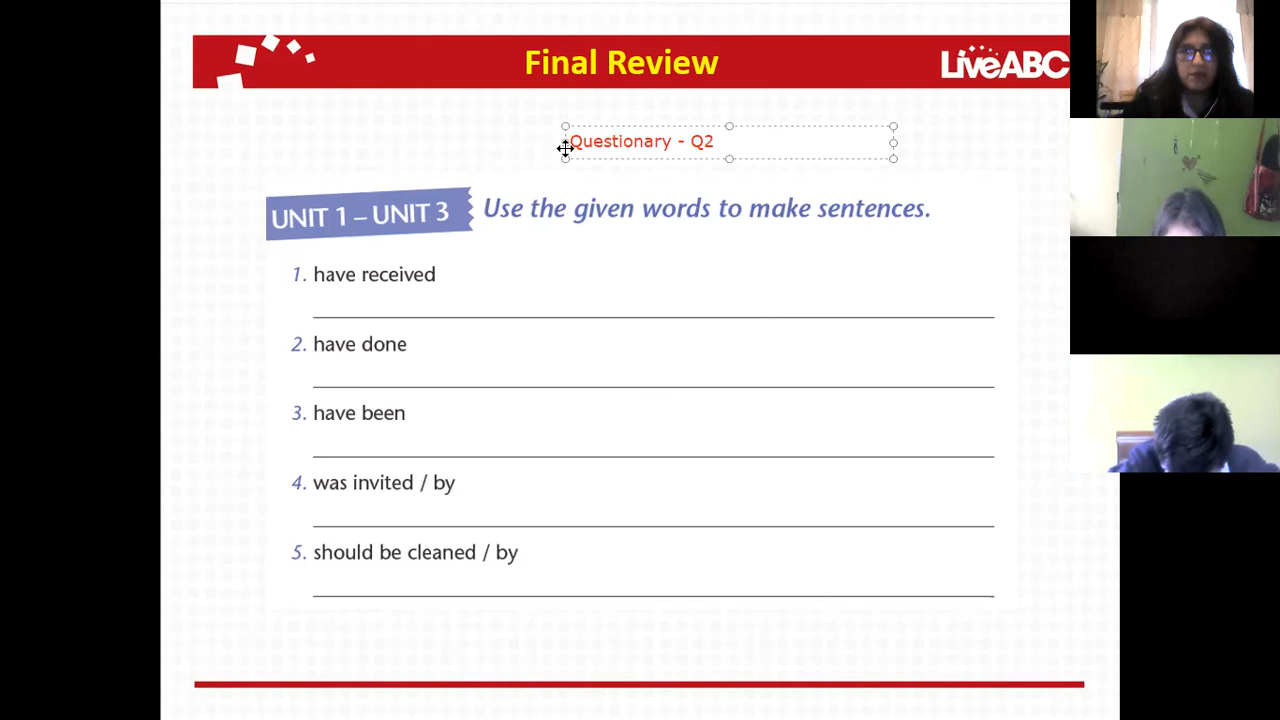 Final Review
LiveABC
Questionary - Q2
UNIT 1 – UNIT 3 Use the given words to make sentences.
1. have received
2. have done
3. have been
4. was invited / by
5. should be cleaned / by